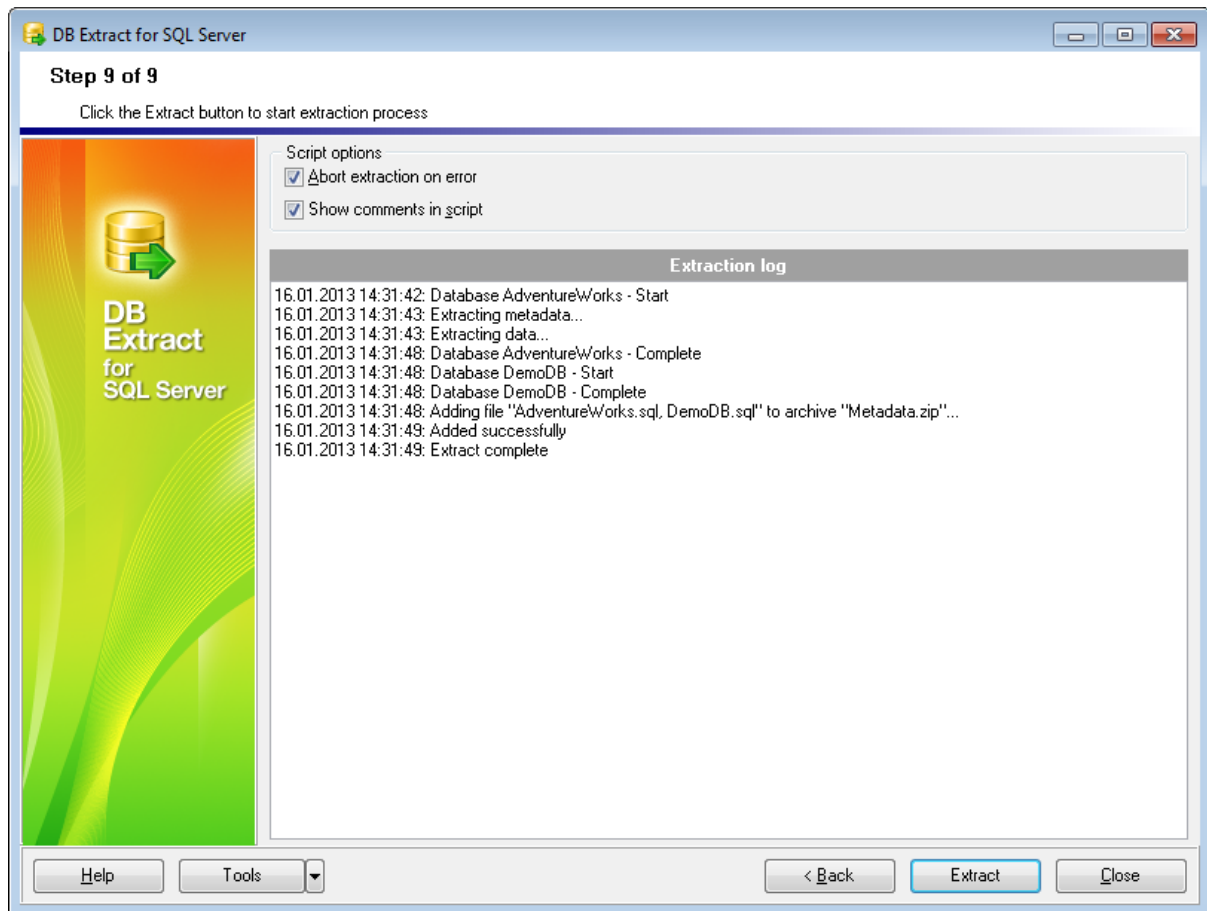 DB Extract for SQL Server
Step 9 of 9
Click the Extract button to start extraction process
DB
Extract
for
SQL Server
Script options
Abort extraction on error
Show comments in script
Extraction log
16.01.2013 14:31:42: Database AdventureWorks - Start
16.01.2013 14:31:43: Extracting metadata...
16.01.2013 14:31:43: Extracting data...
16.01.2013 14:31:48: Database AdventureWorks - Complete
16.01.2013 14:31:48: Database DemoDB - Start
16.01.2013 14:31:48: Database DemoDB - Complete
16.01.2013 14:31:48: Adding file "AdventureWorks.sql, DemoDB.sql" to archive "Metadata.zip"...
16.01.2013 14:31:49: Added successfully
16.01.2013 14:31:49: Extract complete
Help Tools < Back Extract Close